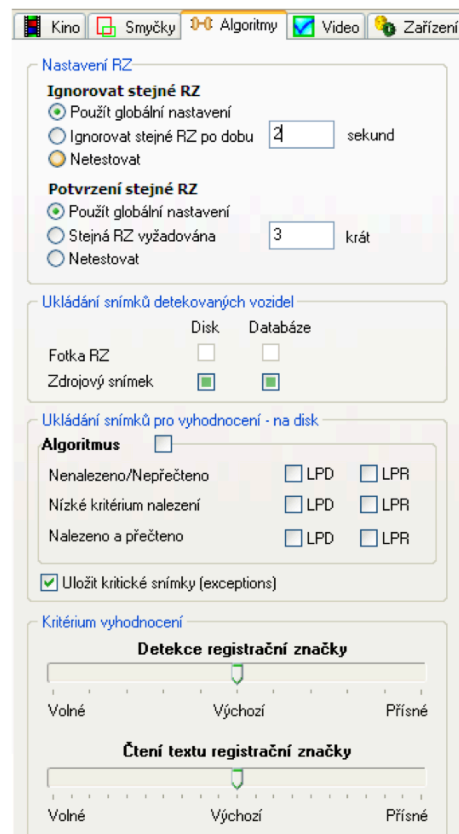 Kino Smyčky Algoritmy Video Zařízení
Nastavení RZ
Ignorovat stejné RZ
Použít globální nastavení
Ignorovat stejné RZ po dobu 2 sekund
Netestovat
Potvrzení stejné RZ
Použít globální nastavení
Stejná RZ vyžadována 3 krát
Netestovat
Ukládání snímků detekovaných vozidel
Disk Databáze
Fotka RZ
Zdrojový snímek
Ukládání snímků pro vyhodnocení - na disk
Algoritmus
Nenalezeno/Nepřečteno LPD LPR
Nízké kritérium nalezení LPD LPR
Nalezeno a přečteno LPD LPR
Uložit kritické snímky (exceptions)
Kritérium vyhodnocení
Detekce registrační značky
Volné Výchozí Přísné
Čtení textu registrační značky
Volné Výchozí Přísné